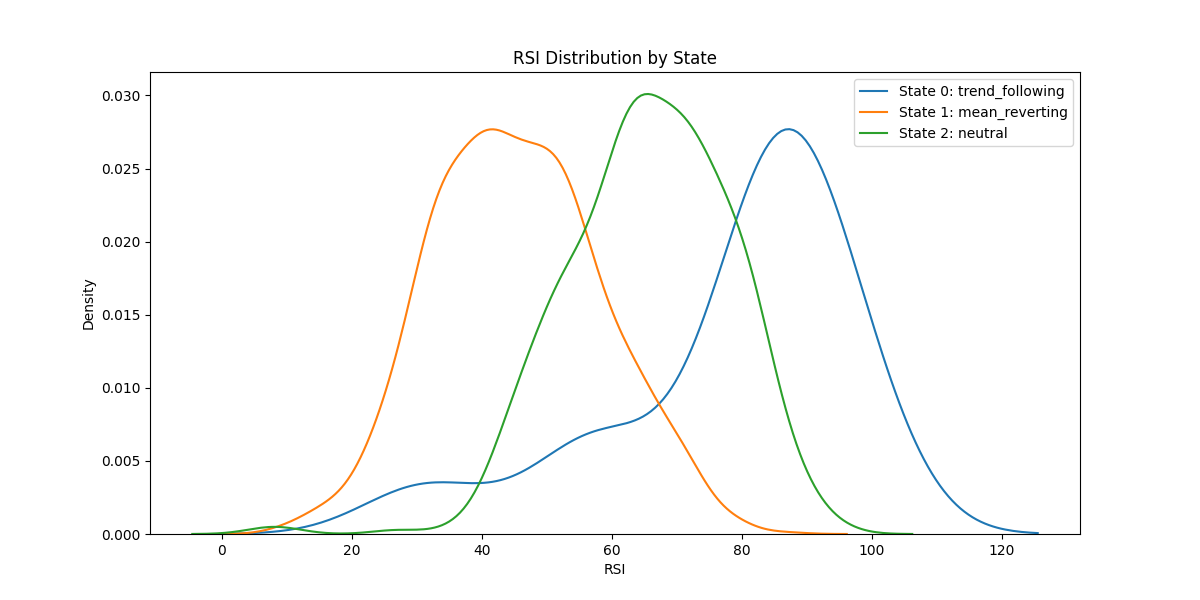 RSI Distribution by State
State 0: trend_following
State 1: mean_reverting
State 2: neutral
Density
0.030
0.025
0.020
0.015
0.010
0.005
0.000
0 20 40 60 80 100 120
RSI